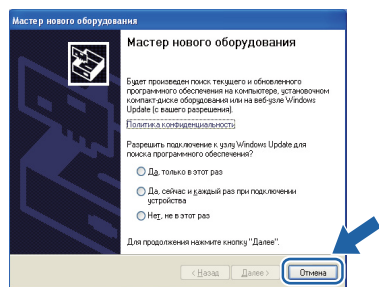 Мастер нового оборудования
Мастер нового оборудования
Будет произведен поиск текущего и обновленного
программного обеспечения на компьютере, установочном
компакт-диске оборудования или на веб-узле Windows
Update (с вашего разрешения).
Политика конфиденциальности
Разрешить подключение к узлу Windows Update для
поиска программного обеспечения?
Да, только в этот раз
Да, сейчас и каждый раз при подключении
устройства
Нет, не в этот раз
Для продолжения нажмите кнопку "Далее".
< Назад Далее > Отмена